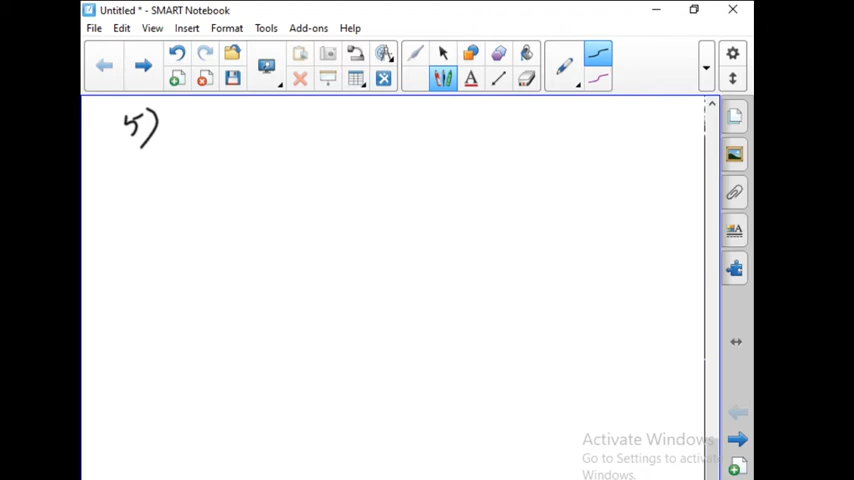 Untitled * - SMART Notebook
File Edit View Insert Format Tools Add-ons Help
5)
Activate Windows
Go to Settings to activate
Windows.